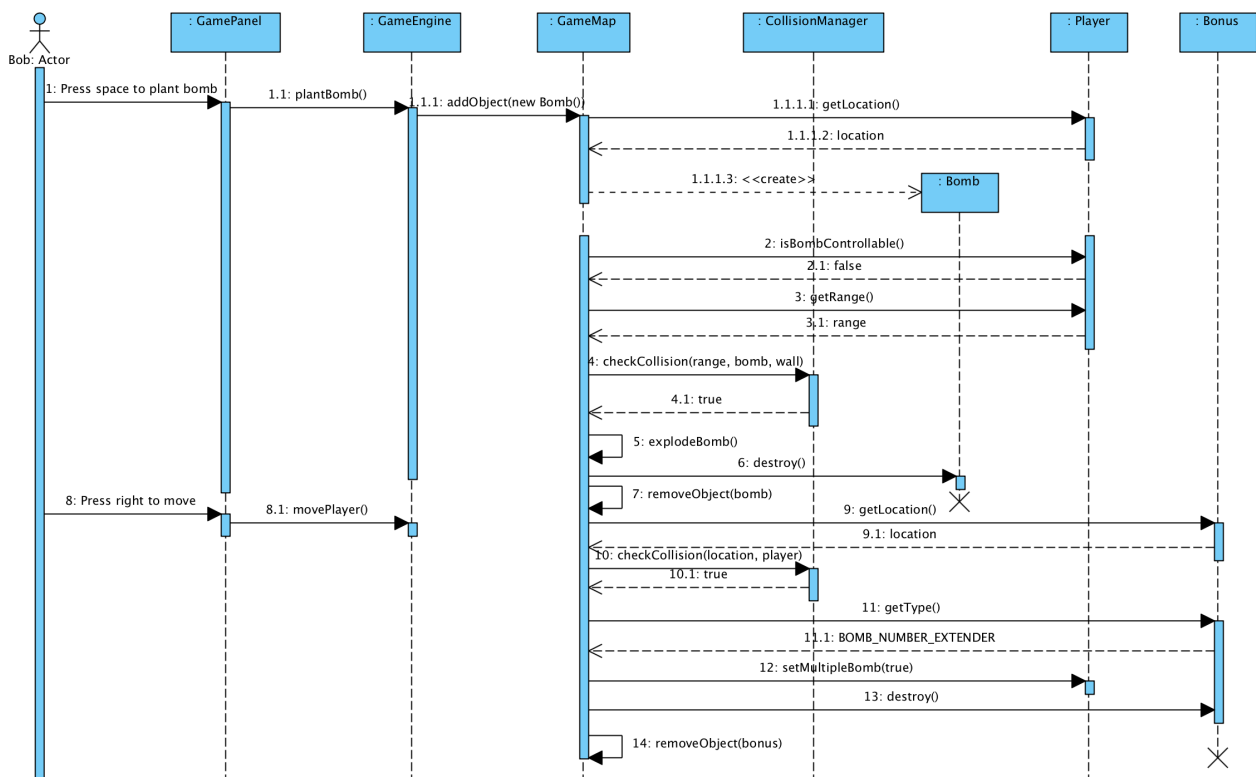 : GamePanel
: GameEngine
: GameMap
: CollisionManager
: Player
: Bonus
Bob: Actor
1: Press space to plant bomb
1.1: plantBomb()
1.1.1: addObject(new Bomb())
1.1.1.1: getLocation()
1.1.1.2: location
1.1.1.3: <<create>>
: Bomb
2: isBombControllable()
2.1: false
3: getRange()
3.1: range
4: checkCollision(range, bomb, wall)
4.1: true
5: explodeBomb()
6: destroy()
7: removeObject(bomb)
8: Press right to move
8.1: movePlayer()
9: getLocation()
9.1: location
10: checkCollision(location, player)
10.1: true
11: getType()
11.1: BOMB_NUMBER_EXTENDER
12: setMultipleBomb(true)
13: destroy()
14: removeObject(bonus)